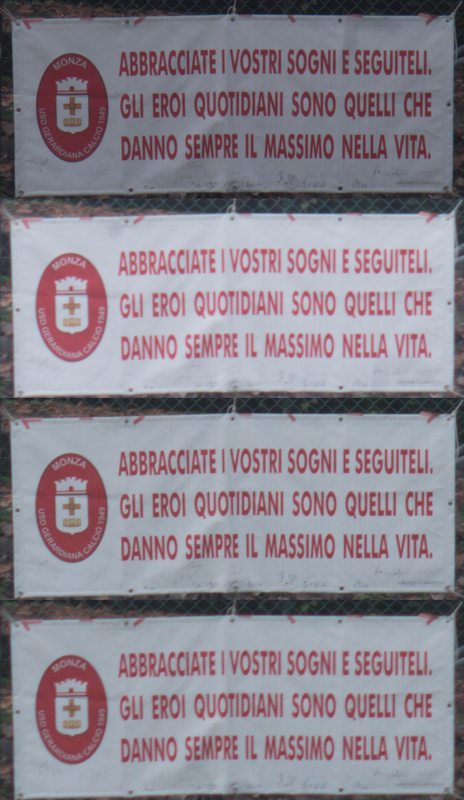 MONZA
USD GERARDIANA CALCIO 1949
ABBRACCIATE I VOSTRI SOGNI E SEGUITELI.
GLI EROI QUOTIDIANI SONO QUELLI CHE
DANNO SEMPRE IL MASSIMO NELLA VITA.
MONZA
USD GERARDIANA CALCIO 1949
ABBRACCIATE I VOSTRI SOGNI E SEGUITELI.
GLI EROI QUOTIDIANI SONO QUELLI CHE
DANNO SEMPRE IL MASSIMO NELLA VITA.
MONZA
USD GERARDIANA CALCIO 1949
ABBRACCIATE I VOSTRI SOGNI E SEGUITELI.
GLI EROI QUOTIDIANI SONO QUELLI CHE
DANNO SEMPRE IL MASSIMO NELLA VITA.
MONZA
USD GERARDIANA CALCIO 1949
ABBRACCIATE I VOSTRI SOGNI E SEGUITELI.
GLI EROI QUOTIDIANI SONO QUELLI CHE
DANNO SEMPRE IL MASSIMO NELLA VITA.